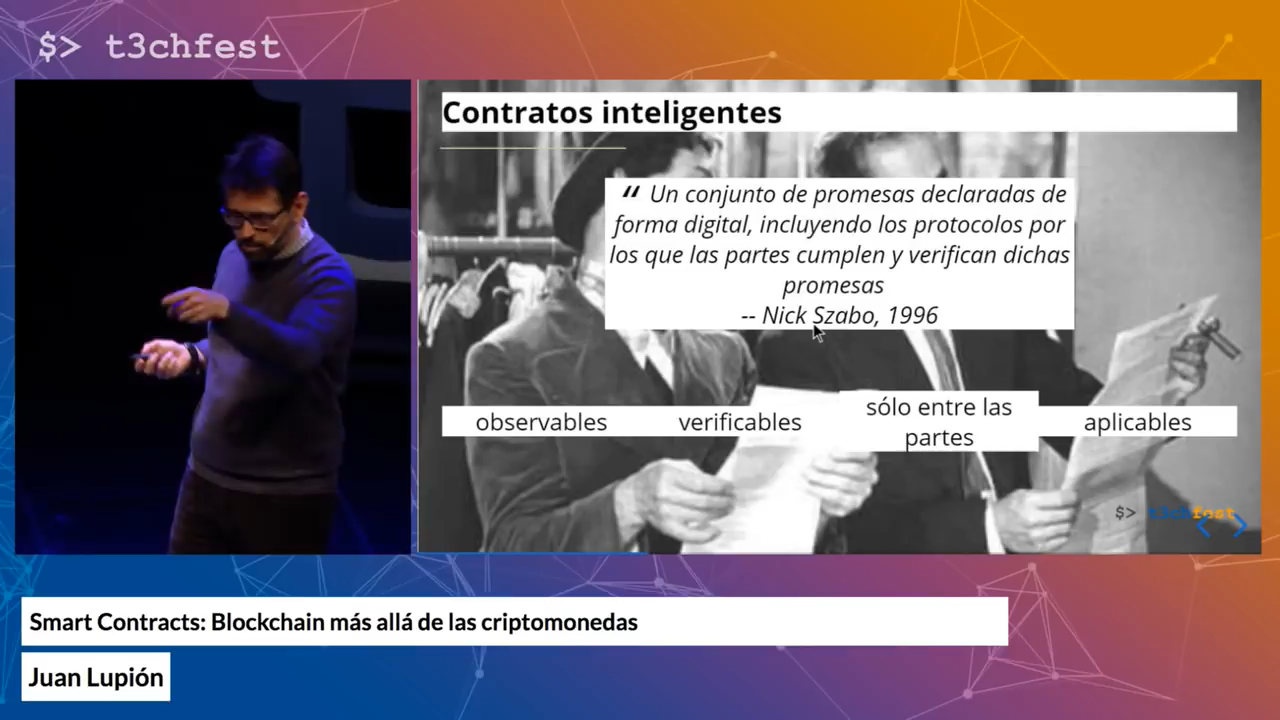 $> t3chfest
Contratos inteligentes
“ Un conjunto de promesas declaradas de
forma digital, incluyendo los protocolos por
los que las partes cumplen y verifican dichas
promesas
-- Nick Szabo, 1996
observables
verificables
sólo entre las
partes
aplicables
$> t3chfest
Smart Contracts: Blockchain más allá de las criptomonedas
Juan Lupión